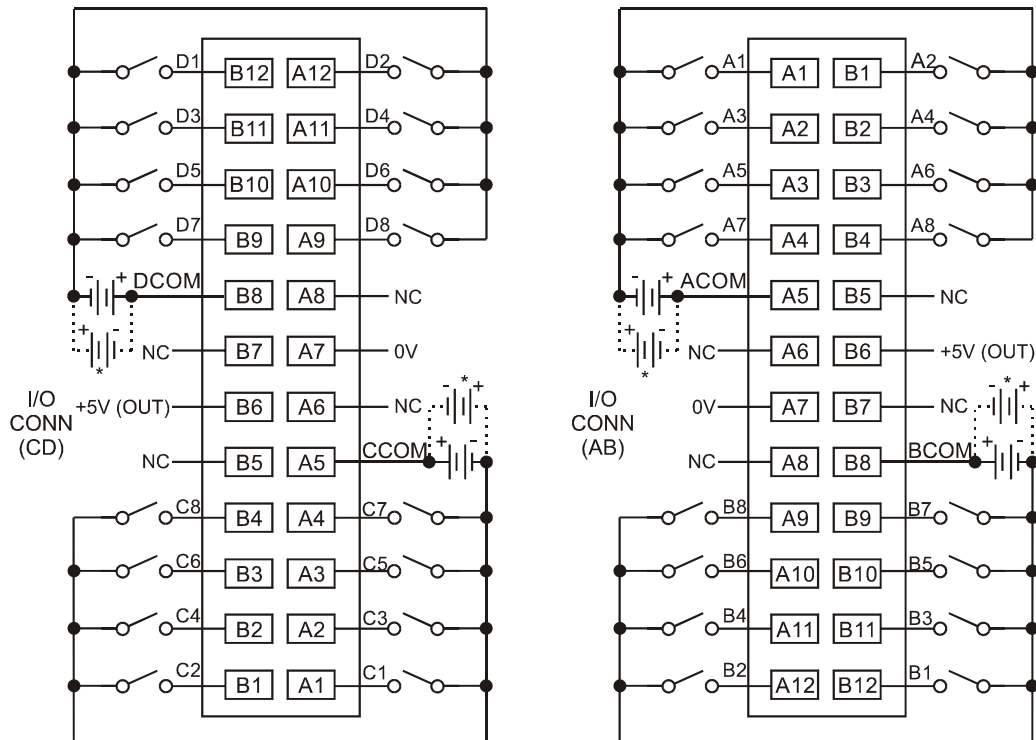 D1 B12 A12 D2
D3 B11 A11 D4
D5 B10 A10 D6
D7 B9 A9 D8
- + DCOM B8 A8 NC
+ - * NC B7 A7 0V
I/O CONN (CD)
+5V (OUT) B6 A6 NC - * +
NC B5 A5 CCOM +
C8 B4 A4 C7
C6 B3 A3 C5
C4 B2 A2 C3
C2 B1 A1 C1
A1 A1 B1 A2
A3 A2 B2 A4
A5 A3 B3 A6
A7 A4 B4 A8
- + ACOM A5 B5 NC
+ - * NC A6 B6 +5V (OUT)
I/O CONN (AB)
0V A7 B7 NC - * +
NC A8 B8 BCOM + -
B8 A9 B9 B7
B6 A10 B10 B5
B4 A11 B11 B3
B2 A12 B12 B1